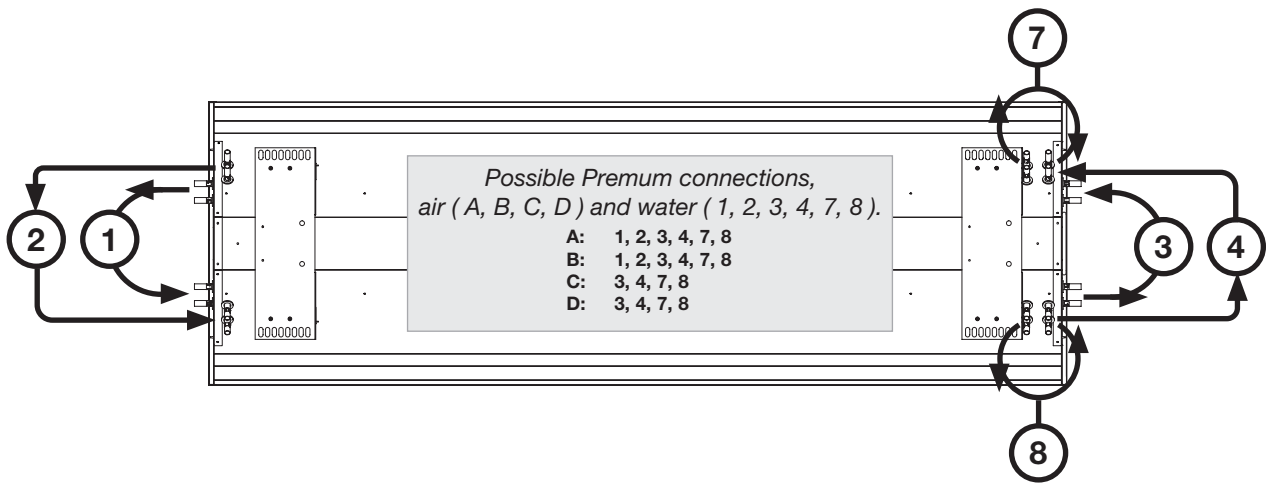 7
Possible Premum connections,
air ( A, B, C, D ) and water ( 1, 2, 3, 4, 7, 8 ).
A: 1, 2, 3, 4, 7, 8
B: 1, 2, 3, 4, 7, 8
C: 3, 4, 7, 8
D: 3, 4, 7, 8
2 1 3 4
8